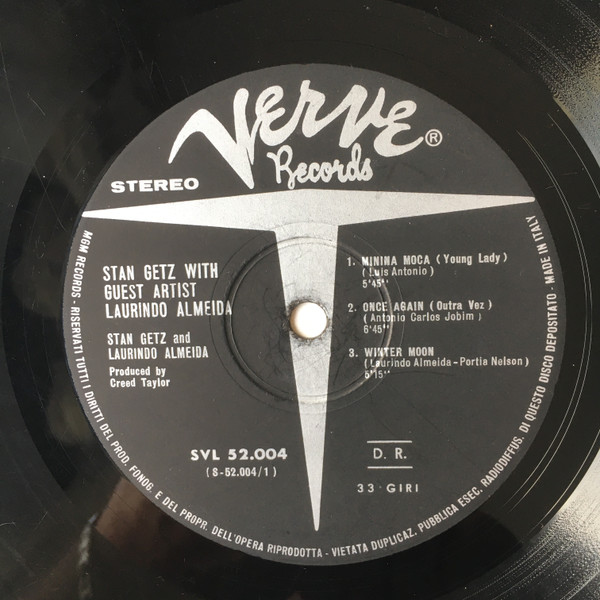 Verve®
Records
STEREO
STAN GETZ WITH
GUEST ARTIST
LAURINDO ALMEIDA
STAN GETZ and
LAURINDO ALMEIDA
Produced by
Creed Taylor
1. MININA MOCA (Young Lady)
(Luis Antonio)
5'45''
2. ONCE AGAIN (Outra Vez)
(Antonio Carlos Jobim)
6'45''
3. WINTER MOON
(Laurindo Almeida-Portia Nelson)
5'15''
SVL 52.004
(S-52.004/1)
D. R.
33 GIRI
MGM RECORDS - RISERVATI TUTTI I DIRITTI DEL PROD. FONOG. E DEL PROPR. DELL'OPERA RIPRODOTTA - VIETATA DUPLICAZ. PUBBLICA ESEC. RADIODIFFUS. DI QUESTO DISCO DEPOSITATO - MADE IN ITALY